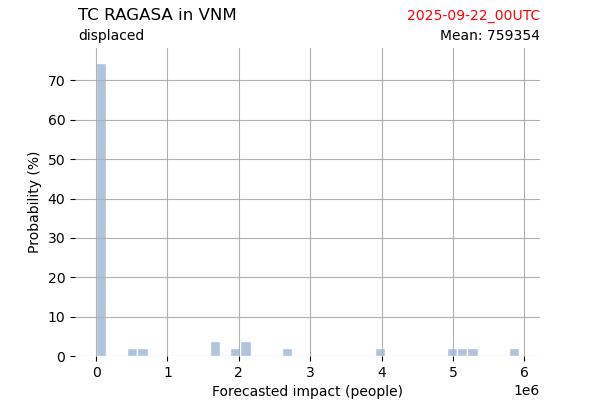 TC RAGASA in VNM
2025-09-22_00UTC
displaced
Mean: 759354
Probability (%)
70
60
50
40
30
20
10
0
0 1 2 3 4 5 6
1e6
Forecasted impact (people)